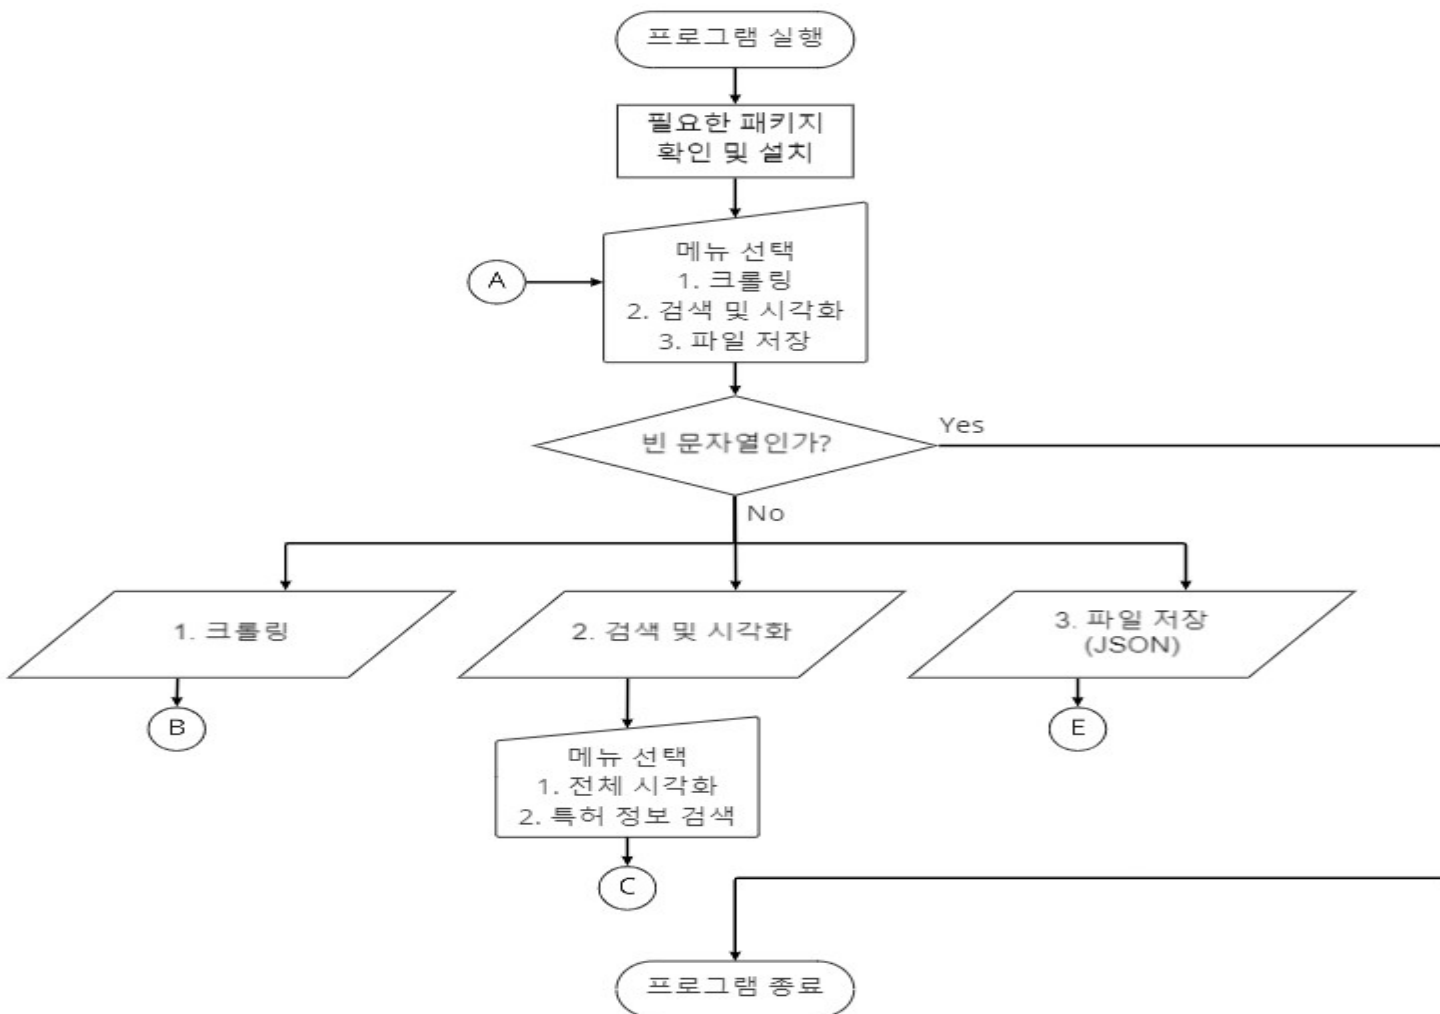 프로그램 실행
필요한 패키지
확인 및 설치
A
메뉴 선택
1. 크롤링
2. 검색 및 시각화
3. 파일 저장
빈 문자열인가?
Yes
No
1. 크롤링
2. 검색 및 시각화
3. 파일 저장
(JSON)
B
E
메뉴 선택
1. 전체 시각화
2. 특허 정보 검색
C
프로그램 종료